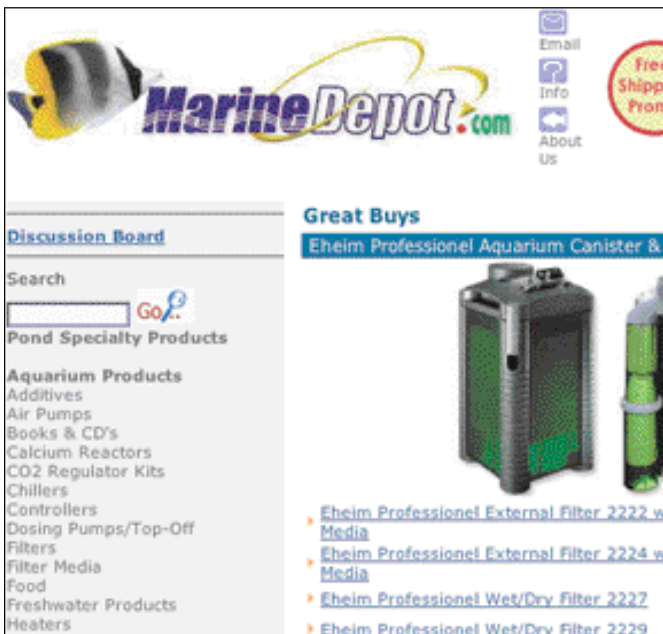 MarineDepot.com
Email
Info
About
Us
Discussion Board
Search
Go...
Pond Specialty Products
Aquarium Products
Additives
Air Pumps
Books & CD's
Calcium Reactors
CO2 Regulator Kits
Chillers
Controllers
Dosing Pumps/Top-Off
Filters
Filter Media
Food
Freshwater Products
Heaters
Great Buys
Eheim Professionel Aquarium Canister &
Eheim Professionel External Filter 2222
Media
Eheim Professionel External Filter 2224
Media
Eheim Professionel Wet/Dry Filter 2227
Eheim Professionel Wet/Dry Filter 2229